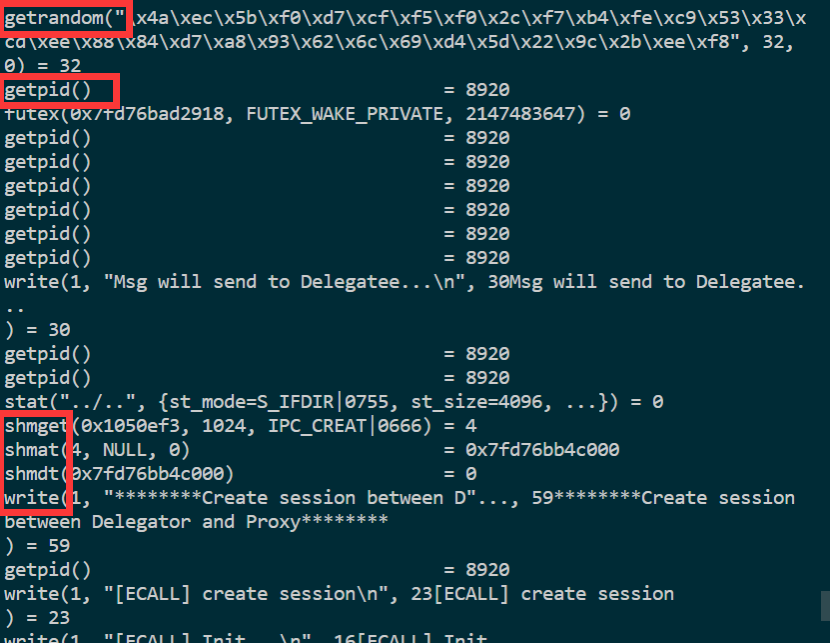 getrandom("\x4a\xec\x5b\xf0\xd7\xcf\xf5\xf0\x2c\xf7\xb4\xfe\xc9\x53\x33\x
cd\xee\x88\x84\xd7\xa8\x93\x62\x6c\x69\xd4\x5d\x22\x9c\x2b\xee\xf8", 32,
0) = 32
getpid() = 8920
futex(0x7fd76bad2918, FUTEX_WAKE_PRIVATE, 2147483647) = 0
getpid() = 8920
getpid() = 8920
getpid() = 8920
getpid() = 8920
getpid() = 8920
getpid() = 8920
write(1, "Msg will send to Delegatee...\n", 30Msg will send to Delegatee.
..
) = 30
getpid() = 8920
getpid() = 8920
stat("../..", {st_mode=S_IFDIR|0755, st_size=4096, ...}) = 0
shmget(0x1050ef3, 1024, IPC_CREAT|0666) = 4
shmat(4, NULL, 0) = 0x7fd76bb4c000
shmdt(0x7fd76bb4c000) = 0
write(1, "********Create session between D"..., 59********Create session
between Delegator and Proxy********
) = 59
getpid() = 8920
write(1, "[ECALL] create session\n", 23[ECALL] create session
) = 23
write(1, "[ECALL] Init...\n", 16[ECALL] Init